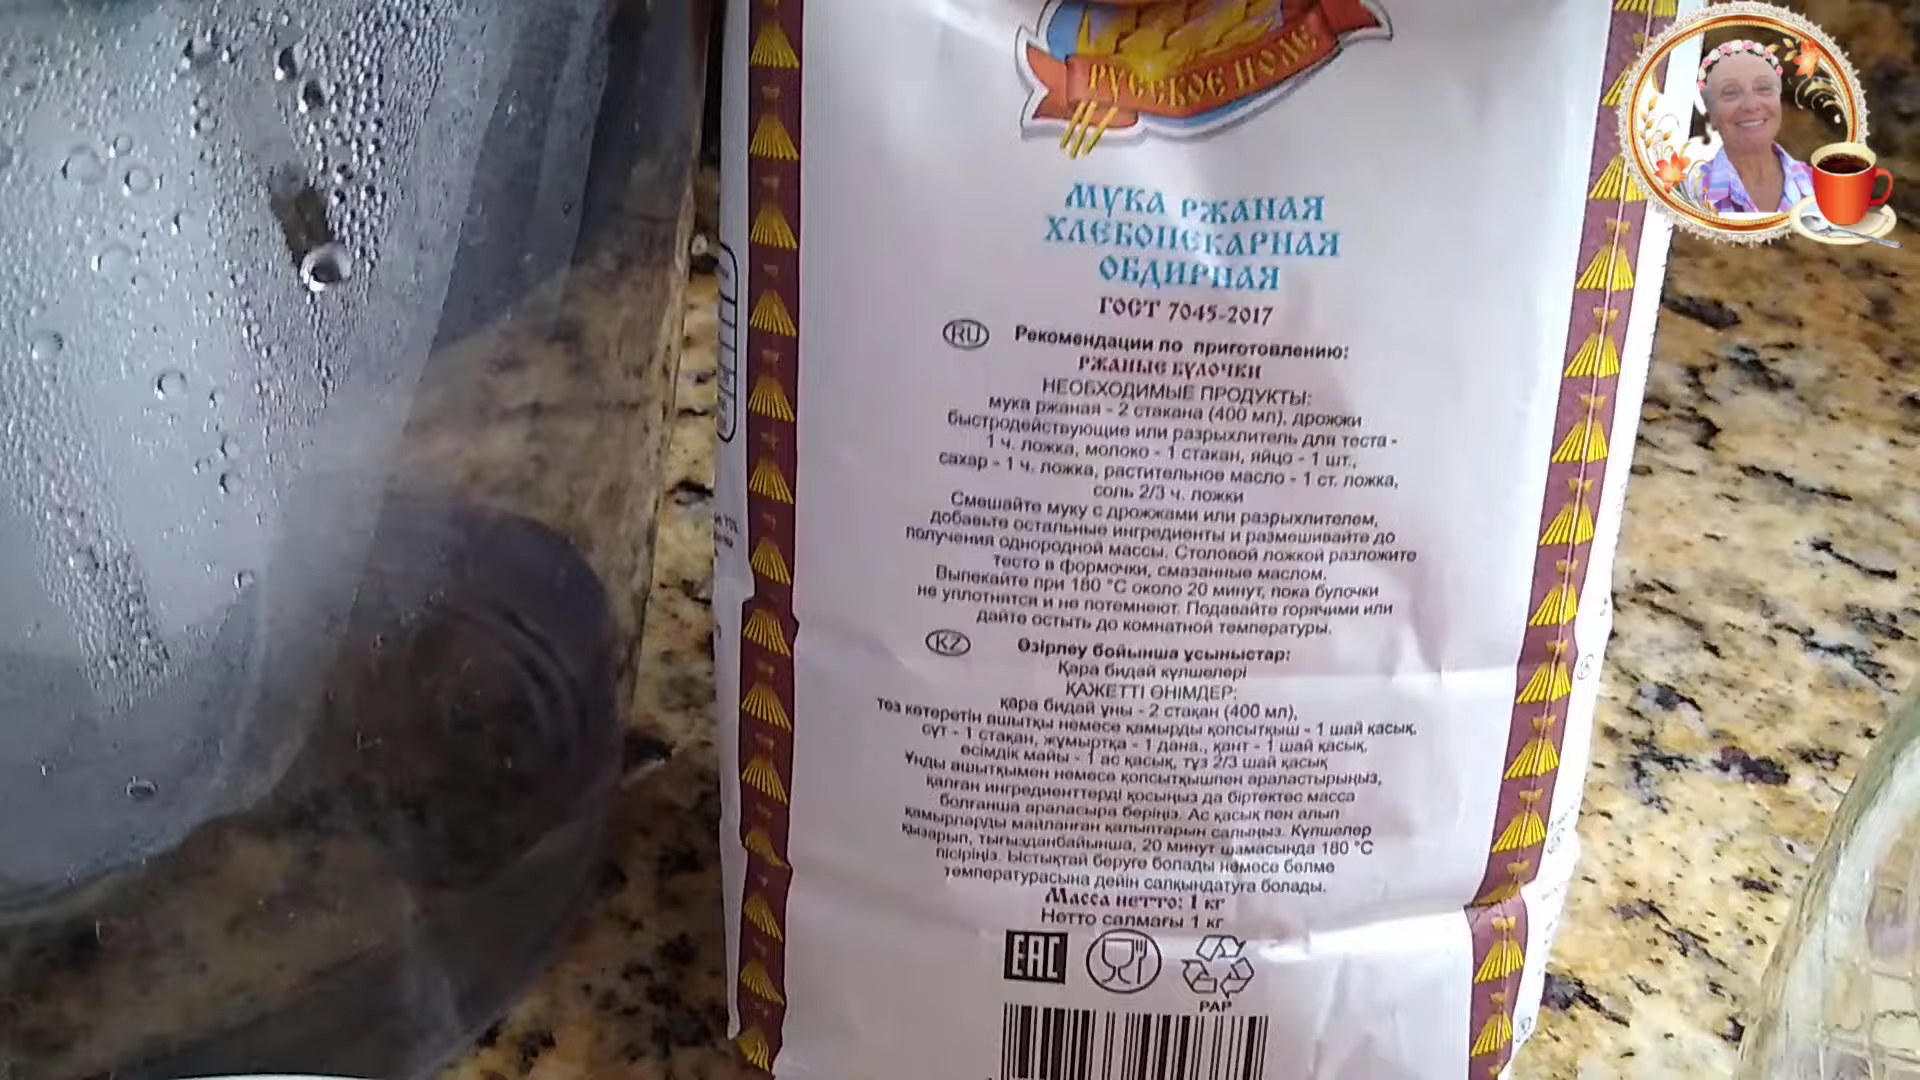 РУССКОЕ ПОЛЕ
МУКА РЖАНАЯ
ХЛЕБОПЕКАРНАЯ
ОБДИРНАЯ
ГОСТ 7045-2017
RU Рекомендации по приготовлению:
РЖАНЫЕ БУЛОЧКИ
НЕОБХОДИМЫЕ ПРОДУКТЫ:
мука ржаная - 2 стакана (400 мл), дрожжи
быстродействующие или разрыхлитель для теста -
1 ч. ложка, молоко - 1 стакан, яйцо - 1 шт.,
сахар - 1 ч. ложка, растительное масло - 1 ст. ложка,
соль 2/3 ч. ложки
Смешайте муку с дрожжами или разрыхлителем,
добавьте остальные ингредиенты и размешивайте до
получения однородной массы. Столовой ложкой разложите
тесто в формочки, смазанные маслом.
Выпекайте при 180 °С около 20 минут, пока булочки
не уплотнятся и не потемнеют. Подавайте горячими или
дайте остыть до комнатной температуры.
KZ Әзірлеу бойынша ұсыныстар:
Қара бидай күлшелері
ҚАЖЕТТІ ӨНІМДЕР:
қара бидай ұны - 2 стақан (400 мл),
тез көтеретін ашытқы немесе қамырды қопсытқыш - 1 шай қасық,
сүт - 1 стақан, жұмыртқа - 1 дана., қант - 1 шай қасық,
өсімдік майы - 1 ас қасық, тұз 2/3 шай қасық
Ұнды ашытқымен немесе қопсытқышпен араластырыңыз,
қалған ингредиенттерді қосыңыз да біртектес масса
болғанша араласыра беріңіз. Ас қасық пен алып
қамырларды майланған қалыптарын салыңыз. Күлшелер
қызарып, тығызданбайынша, 20 минут шамасында 180 °С
пісіріңіз. Ыстықтай беруге болады немесе бөлме
температурасына дейін салқындатуға болады.
Масса нетто: 1 кг
Нетто салмағы 1 кг
EAC
PAP